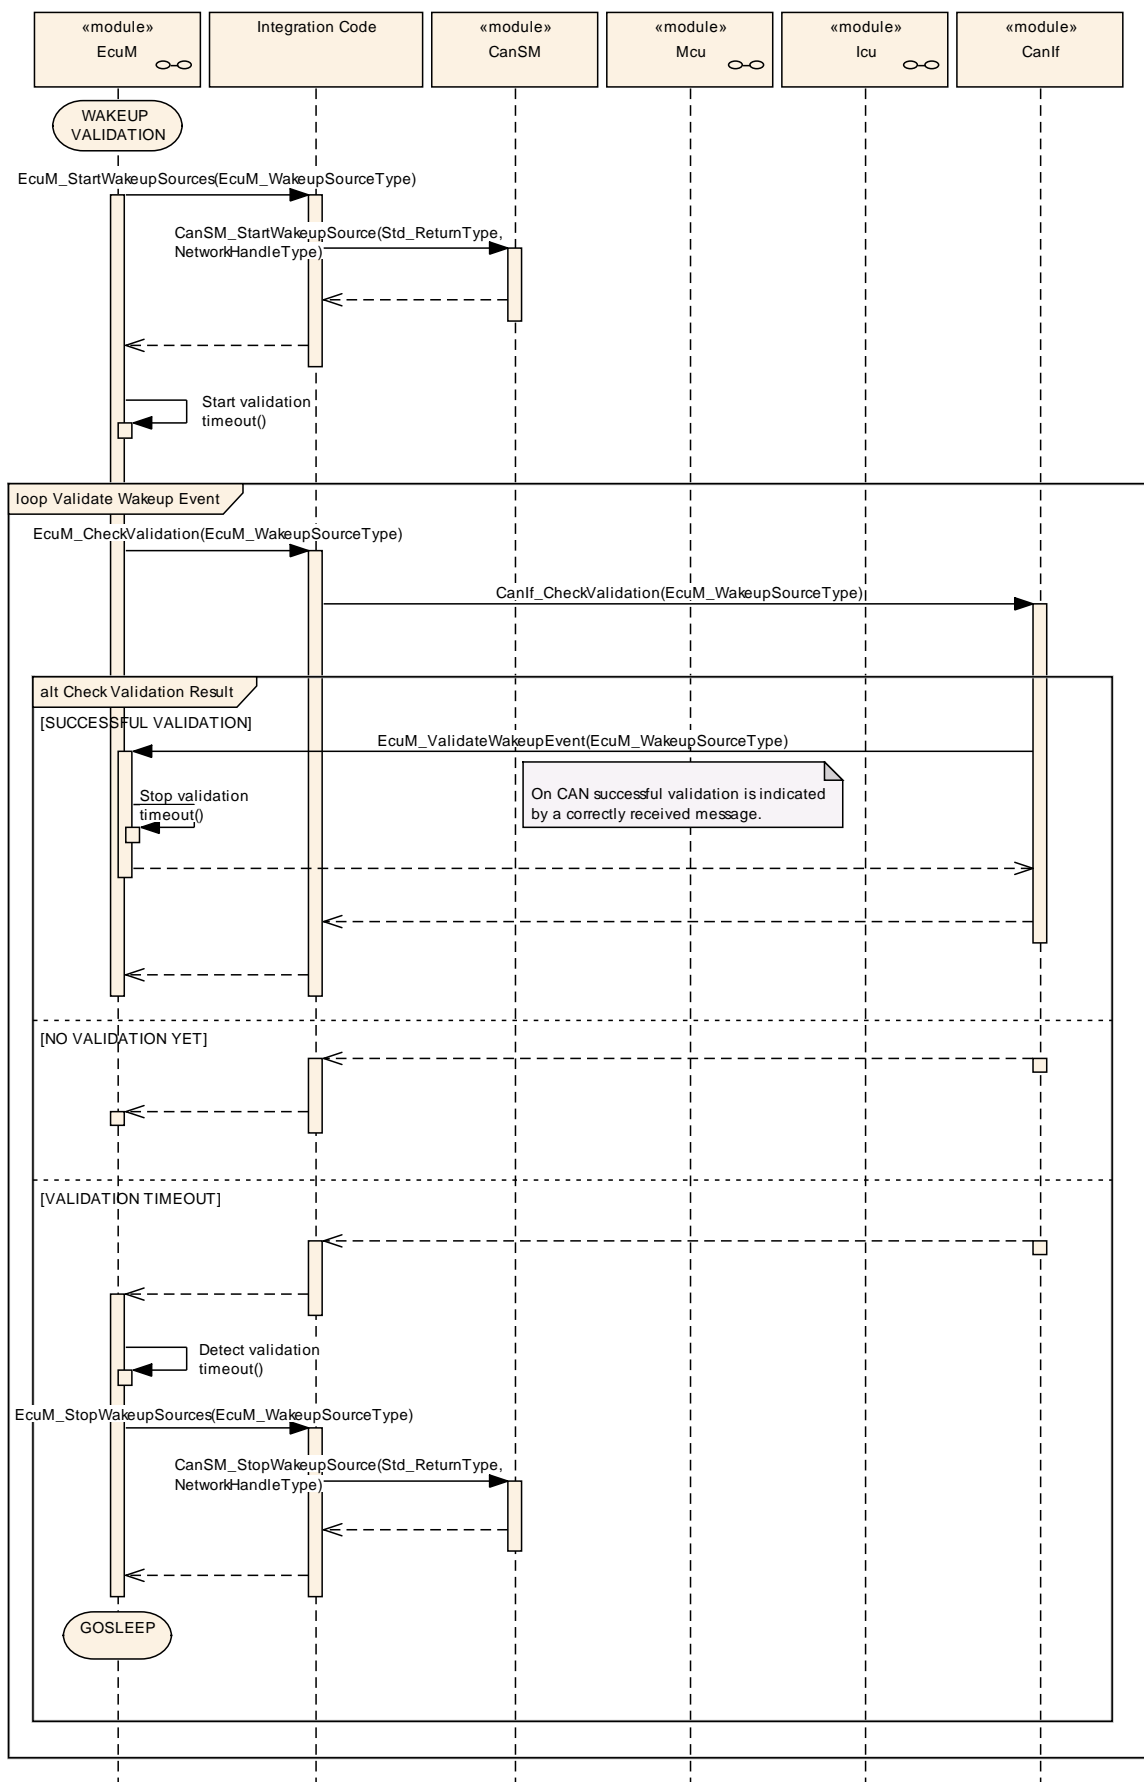 «module»
EcuM
Integration Code
«module»
CanSM
«module»
Mcu
«module»
Icu
«module»
CanIf
WAKEUP
VALIDATION
EcuM_StartWakeupSources(EcuM_WakeupSourceType)
CanSM_StartWakeupSource(Std_ReturnType,
NetworkHandleType)
Start validation
timeout()
loop Validate Wakeup Event
EcuM_CheckValidation(EcuM_WakeupSourceType)
CanIf_CheckValidation(EcuM_WakeupSourceType)
alt Check Validation Result
[SUCCESSFUL VALIDATION]
EcuM_ValidateWakeupEvent(EcuM_WakeupSourceType)
On CAN successful validation is indicated
by a correctly received message.
Stop validation
timeout()
[NO VALIDATION YET]
[VALIDATION TIMEOUT]
Detect validation
timeout()
EcuM_StopWakeupSources(EcuM_WakeupSourceType)
CanSM_StopWakeupSource(Std_ReturnType,
NetworkHandleType)
GOSLEEP